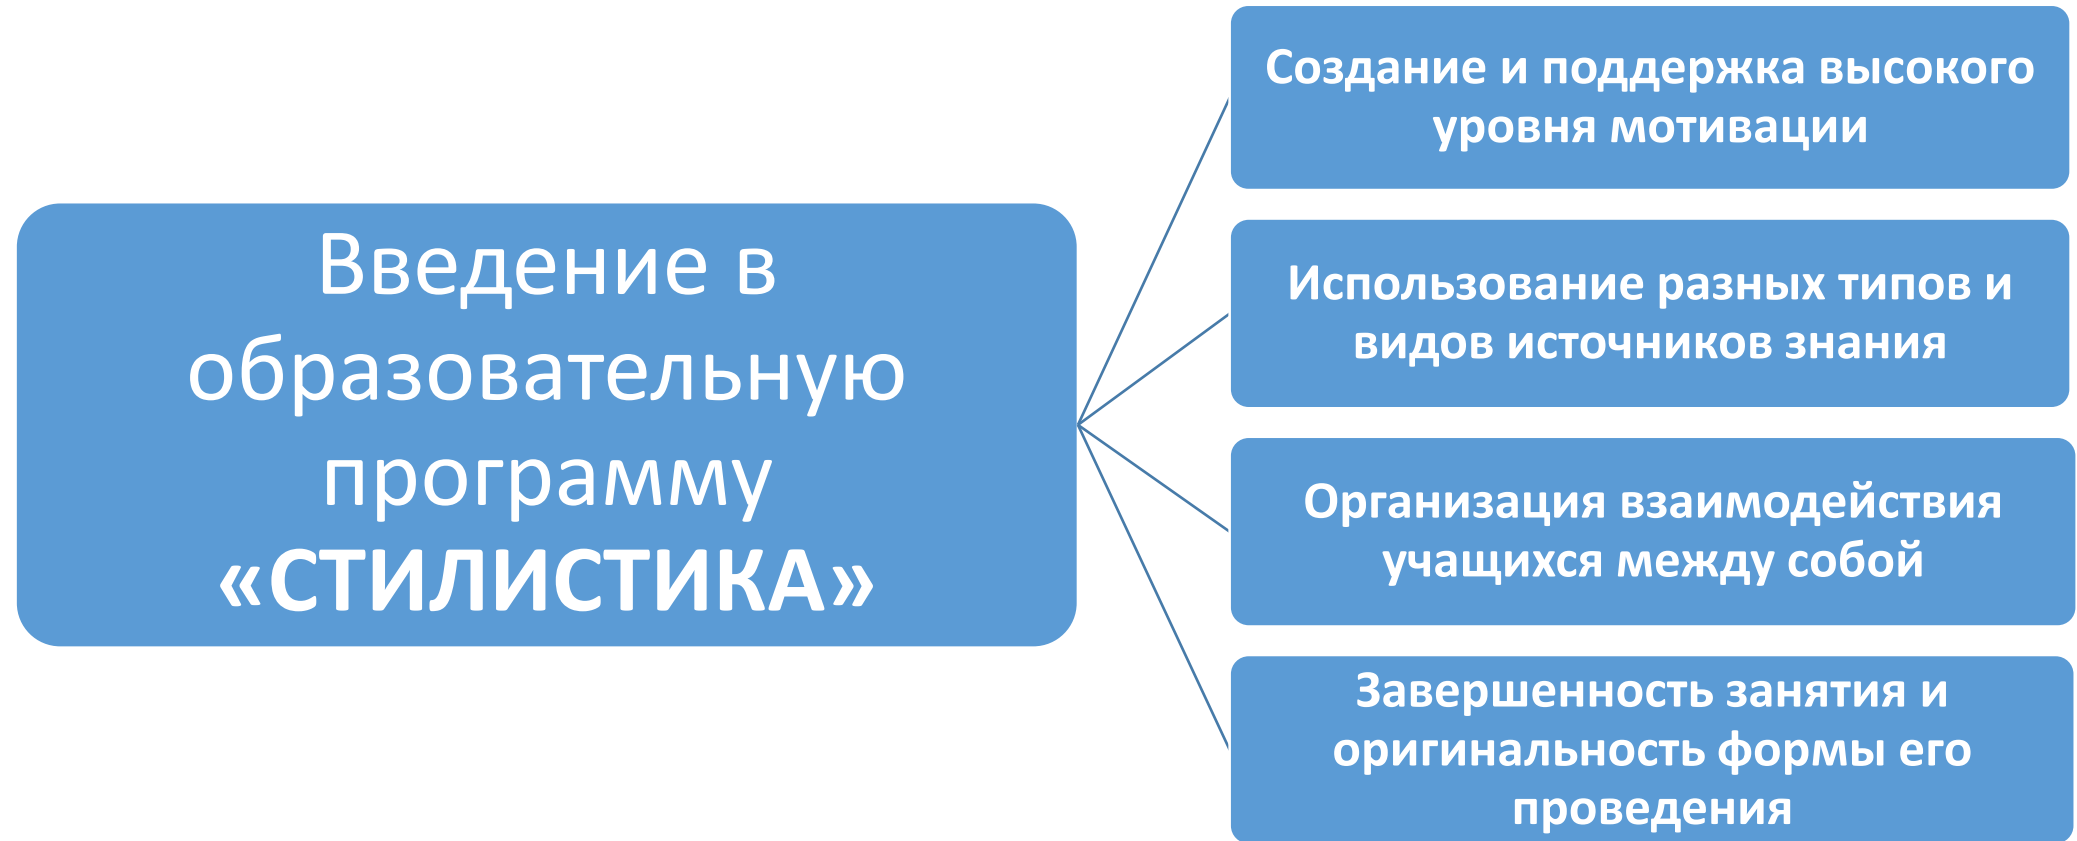 Введение в
образовательную
программу
«СТИЛИСТИКА»
Создание и поддержка высокого
уровня мотивации
Использование разных типов и
видов источников знания
Организация взаимодействия
учащихся между собой
Завершенность занятия и
оригинальность формы его
проведения